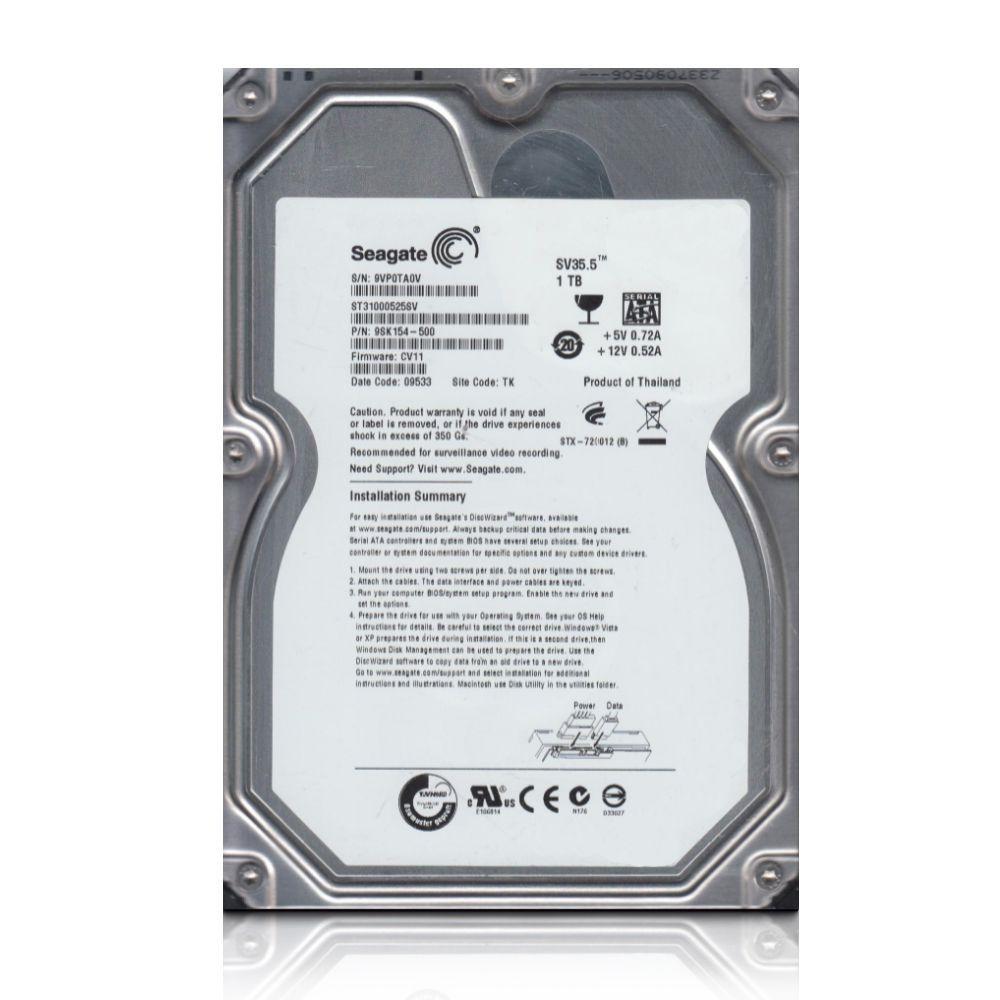 Z337090506---
Seagate®
S/N: 9VP0TA0V
ST31000525SV
P/N: 9SK154-500
Firmware: CV11
Date Code: 09533 Site Code: TK
SV35.5™
1 TB
SERIAL
ATA
20
+5V 0.72A
+12V 0.52A
Product of Thailand
STX-72 012 (B)
Caution. Product warranty is void if any seal
or label is removed, or if the drive experiences
shock in excess of 350 Gs.
Recommended for surveillance video recording.
Need Support? Visit www.Seagate.com.
Installation Summary
For easy installation use Seagate's DiscWizard™ software, available
at www.seagate.com/support. Always backup critical data before making changes.
Serial ATA controllers and system BIOS have several setup choices. See your
controller or system documentation for specific options and any custom device drivers.
1. Mount the drive using two screws per side. Do not over tighten the screws.
2. Attach the cables. The data interface and power cables are keyed.
3. Run your computer BIOS/system setup program. Enable the new drive and
set the options.
4. Prepare the drive for use with your Operating System. See your OS Help
instructions for details. Be careful to select the correct drive.Windows® Vista
or XP prepares the drive during installation. If this is a second drive,then
Windows Disk Management can be used to prepare the drive. Use the
DiscWizard software to copy data from an old drive to a new drive.
Go to www.seagate.com/support and select installation for additional
instructions and illustrations. Macintosh use Disk Utility in the utilities folder.
Power Data
c UR® us CE C
E106814 N176 D33027